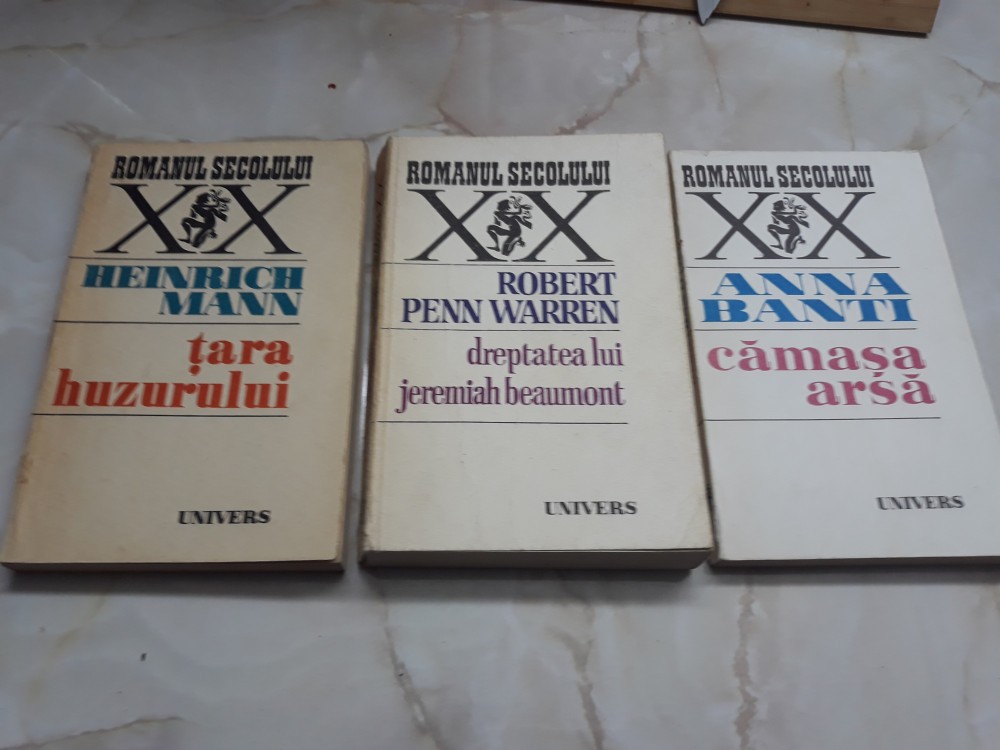 ROMANUL SECOLULUI
XX
HEINRICH
MANN
țara
huzurului
UNIVERS
ROMANUL SECOLULUI
XX
ROBERT
PENN WARREN
dreptatea lui
jeremiah beaumont
UNIVERS
ROMANUL SECOLULUI
XX
ANNA
BANTI
cămașa
arsă
UNIVERS